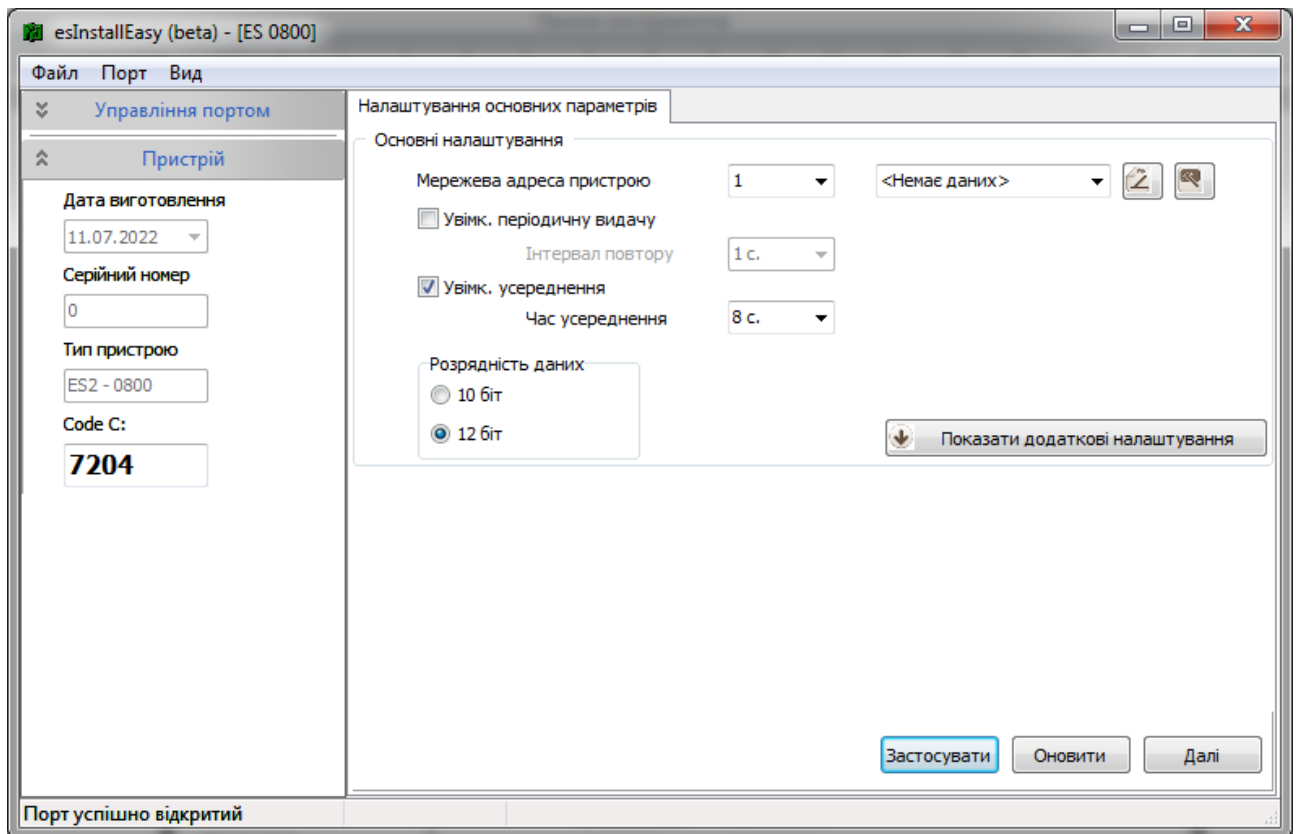 esInstallEasy (beta) - [ES 0800]
Файл Порт Вид
Управління портом
Пристрій
Дата виготовлення
11.07.2022
Серійний номер
0
Тип пристрою
ES2 - 0800
Code C:
7204
Налаштування основних параметрів
Основні налаштування
Мережева адреса пристрою 1 <Немає даних>
Увімк. періодичну видачу
Інтервал повтору 1 с.
Увімк. усереднення
Час усереднення 8 с.
Розрядність даних
10 біт
12 біт
Показати додаткові налаштування
Застосувати Оновити Далі
Порт успішно відкритий